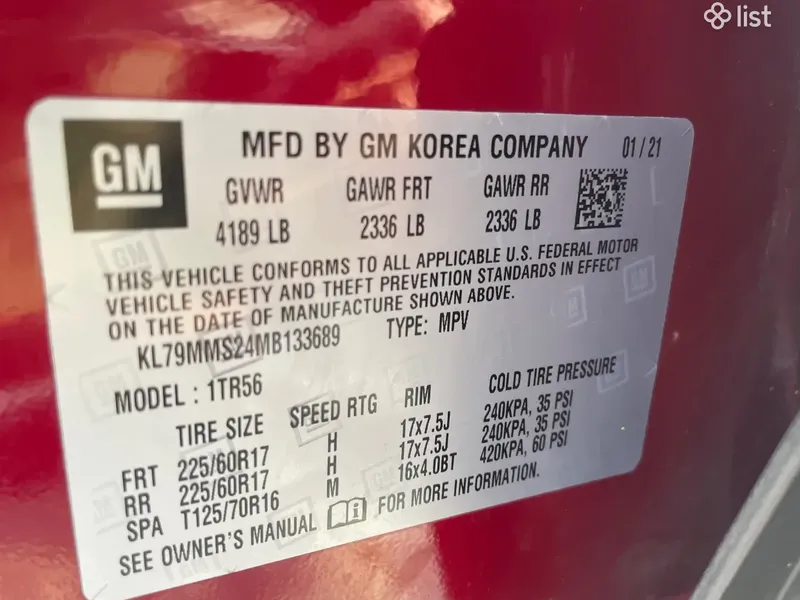 list
GM
MFD BY GM KOREA COMPANY 01/21
GVWR GAWR FRT GAWR RR
4189 LB 2336 LB 2336 LB
THIS VEHICLE CONFORMS TO ALL APPLICABLE U.S. FEDERAL MOTOR
VEHICLE SAFETY AND THEFT PREVENTION STANDARDS IN EFFECT
ON THE DATE OF MANUFACTURE SHOWN ABOVE.
KL79MMS24MB133689 TYPE: MPV
MODEL : 1TR56
TIRE SIZE SPEED RTG RIM COLD TIRE PRESSURE
FRT 225/60R17 H 17x7.5J 240KPA, 35 PSI
RR 225/60R17 H 17x7.5J 240KPA, 35 PSI
SPA T125/70R16 M 16x4.0BT 420KPA, 60 PSI
SEE OWNER'S MANUAL FOR MORE INFORMATION.